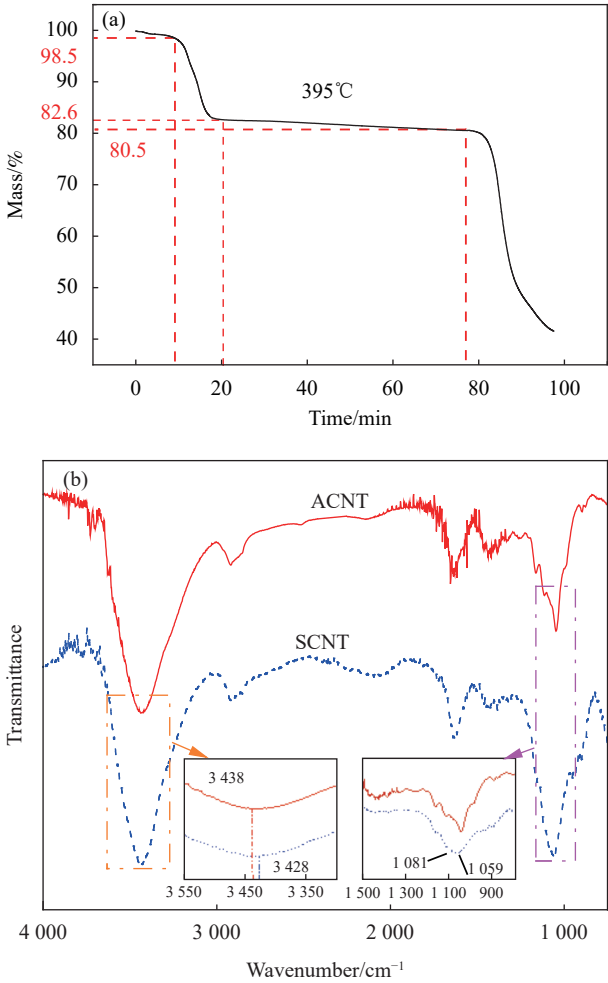 (a)
100
98.5
90
395℃
82.6
80
80.5
70
60
50
40
Mass/%
0 20 40 60 80 100
Time/min
(b)
ACNT
SCNT
Transmittance
3 438
3 428
3 550 3 450 3 350
1 081
1 059
1 500 1 300 1 100 900
4 000 3 000 2 000 1 000
Wavenumber/cm⁻¹